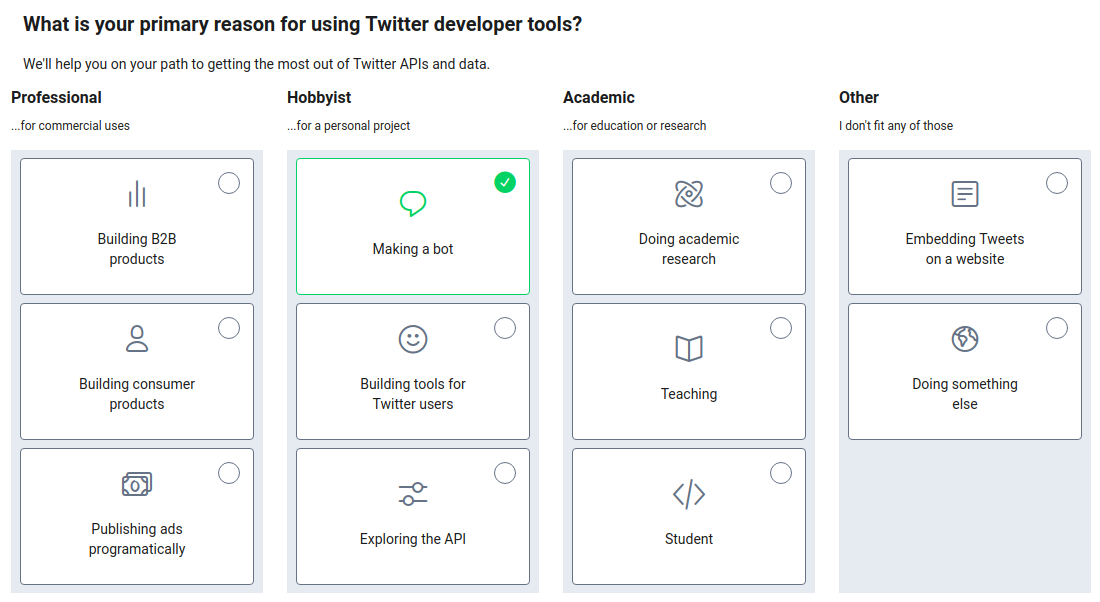 What is your primary reason for using Twitter developer tools?
We'll help you on your path to getting the most out of Twitter APIs and data.
Professional
...for commercial uses
Building B2B
products
Building consumer
products
Publishing ads
programatically
Hobbyist
...for a personal project
Making a bot
Building tools for
Twitter users
Exploring the API
Academic
...for education or research
Doing academic
research
Teaching
Student
Other
I don't fit any of those
Embedding Tweets
on a website
Doing something
else